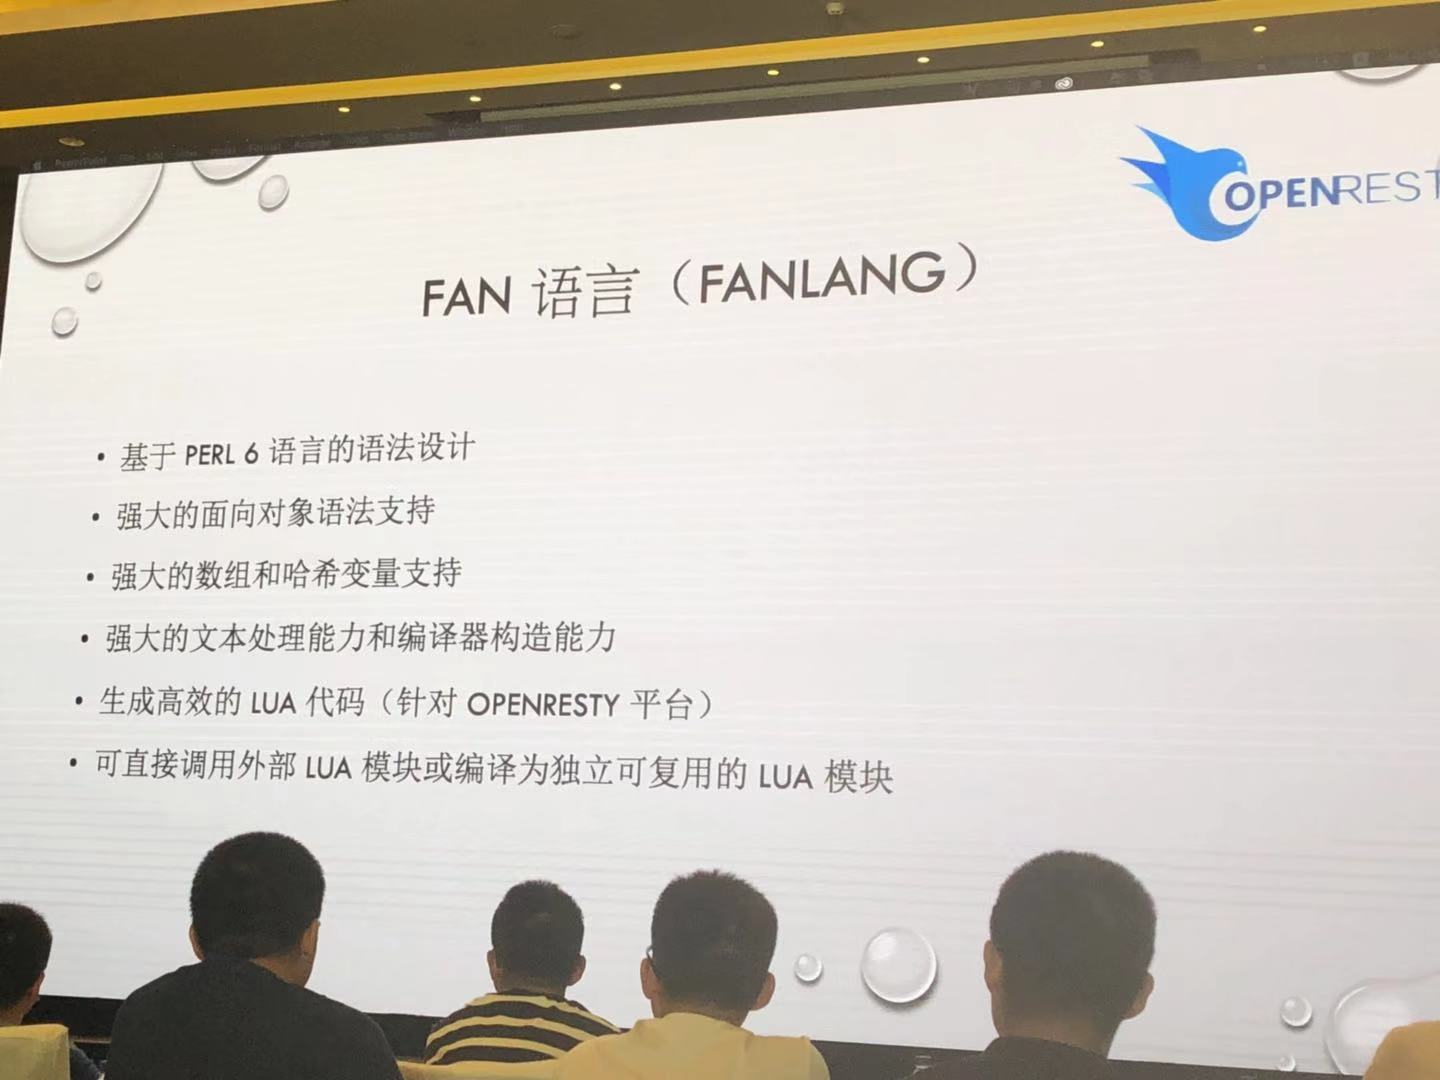 OPENREST
FAN 语言（FANLANG）
• 基于 PERL 6 语言的语法设计
• 强大的面向对象语法支持
• 强大的数组和哈希变量支持
• 强大的文本处理能力和编译器构造能力
• 生成高效的 LUA 代码（针对 OPENRESTY 平台）
• 可直接调用外部 LUA 模块或编译为独立可复用的 LUA 模块